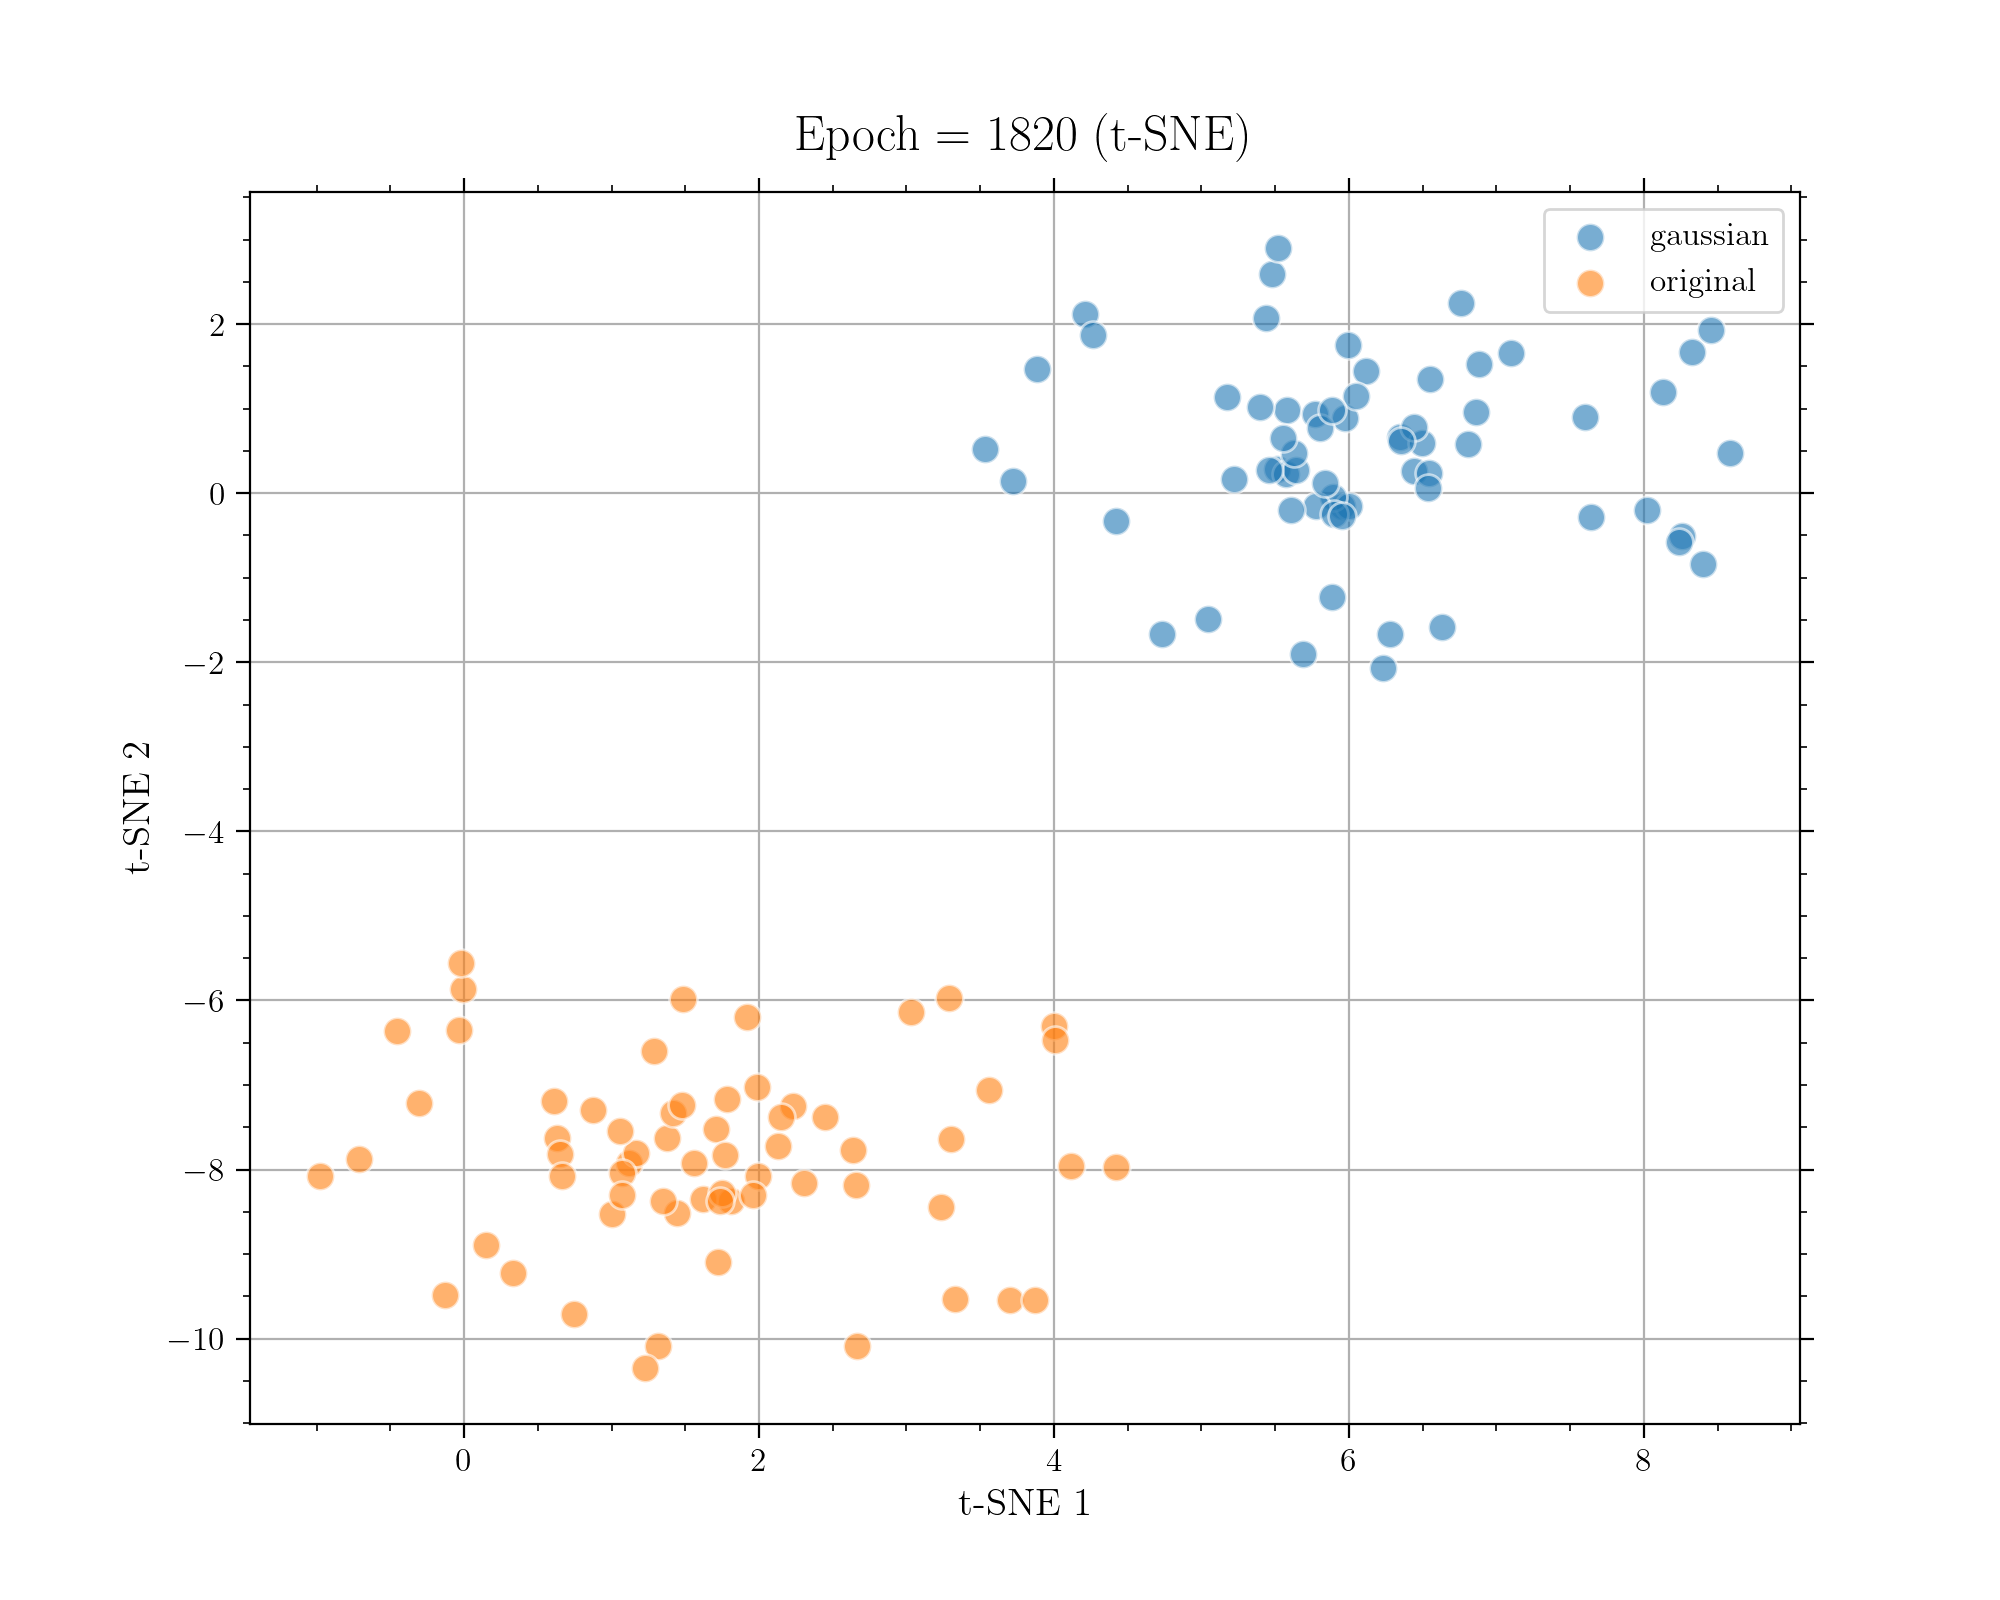 Epoch = 1820 (t-SNE)
gaussian
original
2
0
−2
−4
−6
−8
−10
t-SNE 2
0 2 4 6 8
t-SNE 1